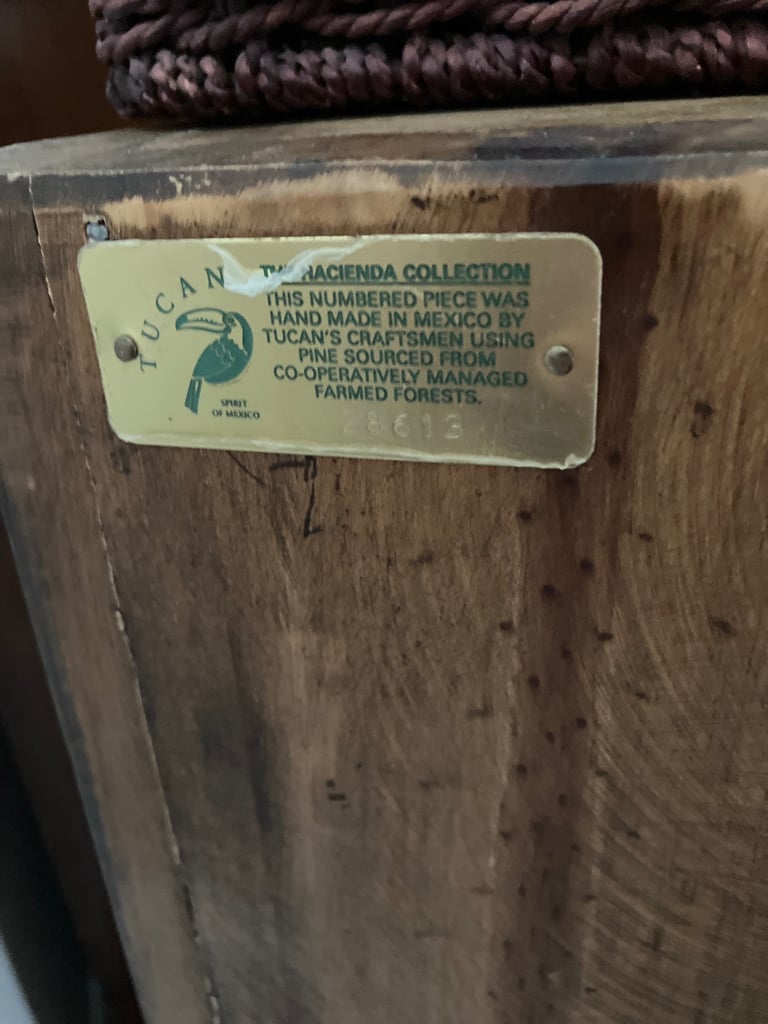 TUCAN
SPIRIT
OF MEXICO
THE HACIENDA COLLECTION
THIS NUMBERED PIECE WAS
HAND MADE IN MEXICO BY
TUCAN'S CRAFTSMEN USING
PINE SOURCED FROM
CO-OPERATIVELY MANAGED
FARMED FORESTS.
28613